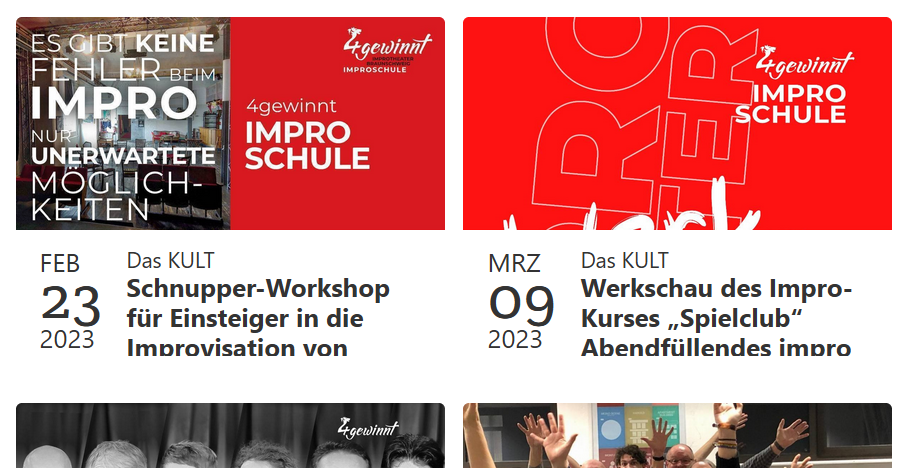 ES GIBT KEINE
FEHLER BEIM
IMPRO
NUR
UNERWARTETE
MÖGLICH-
KEITEN
4gewinnt
IMPROTHEATER
BRAUNSCHWEIG
IMPROSCHULE
4gewinnt
IMPRO
SCHULE
4gewinnt
IMPRO
SCHULE
FEB
23
2023
Das KULT
Schnupper-Workshop
für Einsteiger in die
Improvisation von
MRZ
09
2023
Das KULT
Werkschau des Impro-
Kurses „Spielclub“
Abendfüllendes impro
4gewinnt